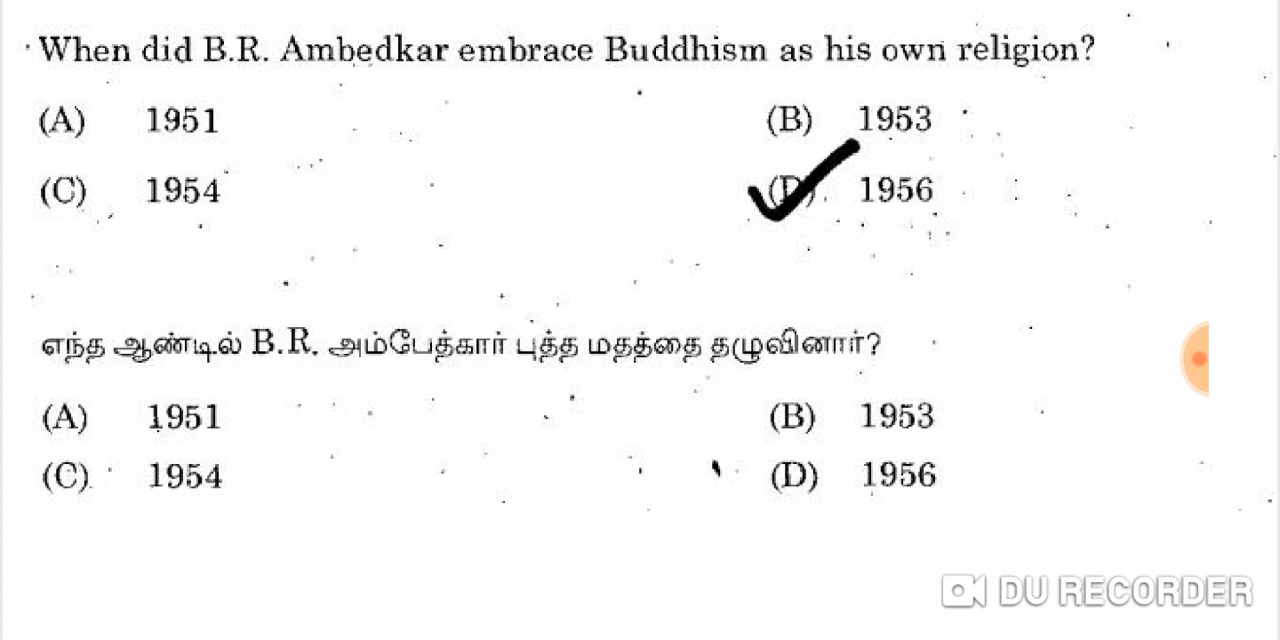 When did B.R. Ambedkar embrace Buddhism as his own religion?
(A) 1951 (B) 1953
(C) 1954 (D) 1956
எந்த ஆண்டில் B.R. அம்பேத்கார் புத்த மதத்தை தழுவினார்?
(A) 1951 (B) 1953
(C) 1954 (D) 1956
DU RECORDER